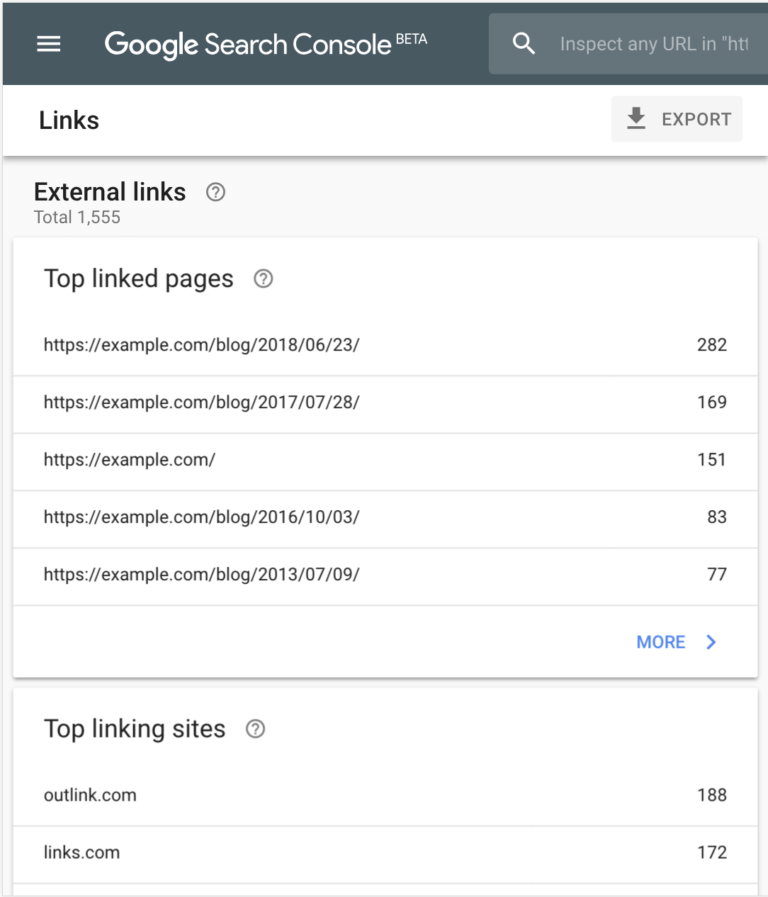 Google Search Console BETA
Inspect any URL in "htt
Links
EXPORT
External links
Total 1,555
Top linked pages
https://example.com/blog/2018/06/23/ 282
https://example.com/blog/2017/07/28/ 169
https://example.com/ 151
https://example.com/blog/2016/10/03/ 83
https://example.com/blog/2013/07/09/ 77
MORE
Top linking sites
outlink.com 188
links.com 172